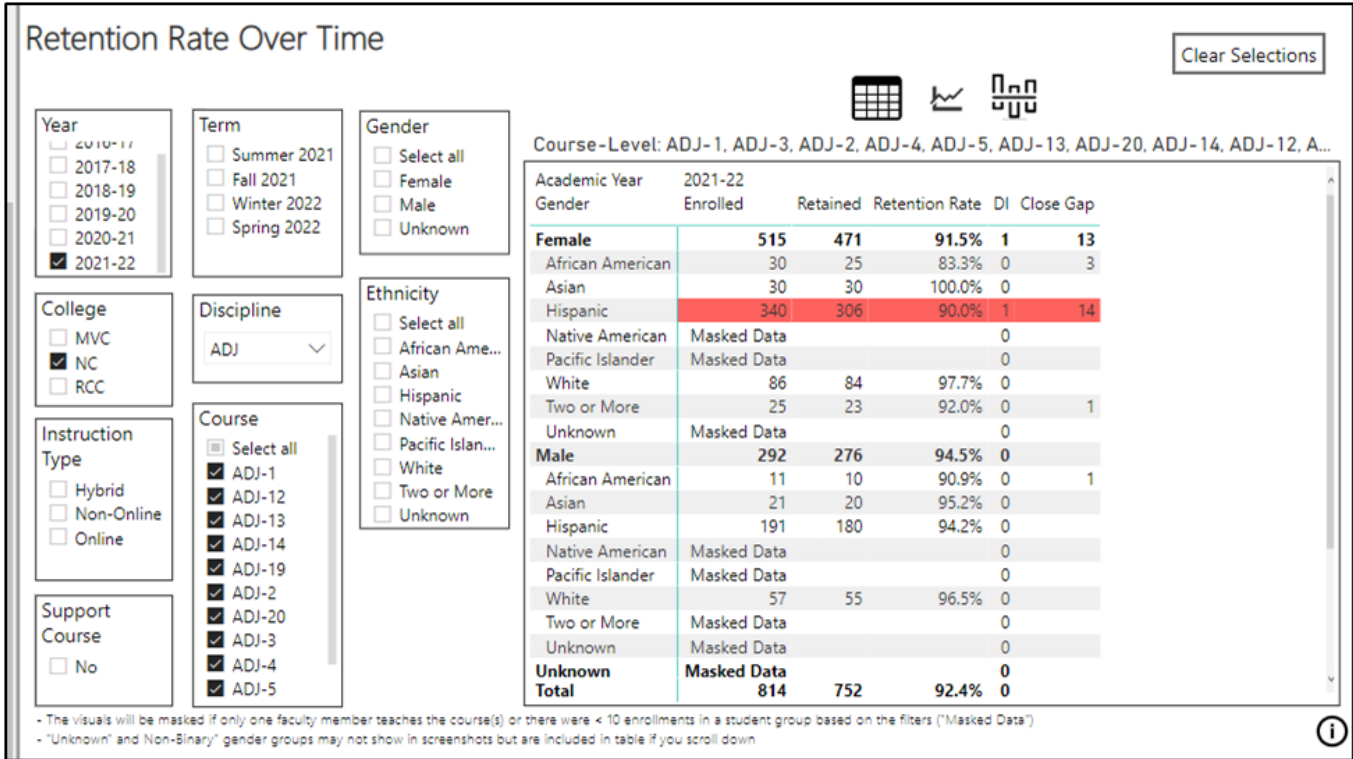 Retention Rate Over Time
Clear Selections
Year
2016-17
2017-18
2018-19
2019-20
2020-21
2021-22
Term
Summer 2021
Fall 2021
Winter 2022
Spring 2022
Gender
Select all
Female
Male
Unknown
College
MVC
NC
RCC
Discipline
ADJ
Ethnicity
Select all
African Ame...
Asian
Hispanic
Native Amer...
Pacific Islan...
White
Two or More
Unknown
Instruction
Type
Hybrid
Non-Online
Online
Course
Select all
ADJ-1
ADJ-12
ADJ-13
ADJ-14
ADJ-19
ADJ-2
ADJ-20
ADJ-3
ADJ-4
ADJ-5
Support
Course
No
Course-Level: ADJ-1, ADJ-3, ADJ-2, ADJ-4, ADJ-5, ADJ-13, ADJ-20, ADJ-14, ADJ-12, A...
Academic Year 2021-22
Gender Enrolled Retained Retention Rate DI Close Gap
Female 515 471 91.5% 1 13
African American 30 25 83.3% 0 3
Asian 30 30 100.0% 0
Hispanic 340 306 90.0% 1 14
Native American Masked Data 0
Pacific Islander Masked Data 0
White 86 84 97.7% 0
Two or More 25 23 92.0% 0 1
Unknown Masked Data 0
Male 292 276 94.5% 0
African American 11 10 90.9% 0 1
Asian 21 20 95.2% 0
Hispanic 191 180 94.2% 0
Native American Masked Data 0
Pacific Islander Masked Data 0
White 57 55 96.5% 0
Two or More Masked Data 0
Unknown Masked Data 0
Unknown Masked Data 0
Total 814 752 92.4% 0
- The visuals will be masked if only one faculty member teaches the course(s) or there were < 10 enrollments in a student group based on the filters ("Masked Data")
- "Unknown" and Non-Binary" gender groups may not show in screenshots but are included in table if you scroll down